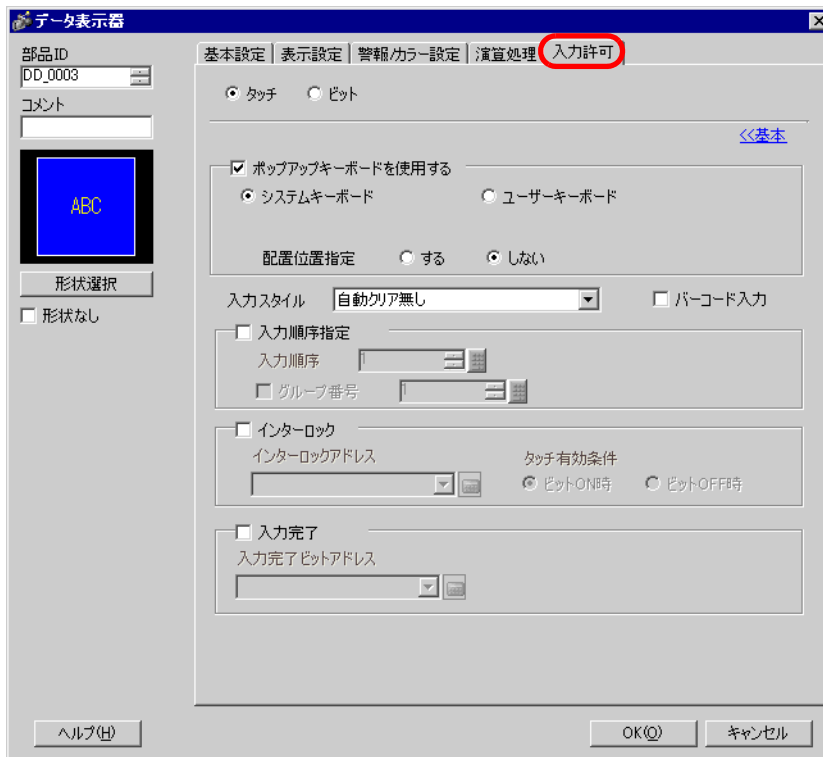 データ表示器
部品ID
DD_0003
コメント
ABC
形状選択
形状なし
基本設定 表示設定 警報/カラー設定 演算処理 入力許可
タッチ ビット
<<基本
ポップアップキーボードを使用する
システムキーボード ユーザーキーボード
配置位置指定 する しない
入力スタイル 自動クリア無し バーコード入力
入力順序指定
入力順序 1
グループ番号 1
インターロック
インターロックアドレス タッチ有効条件
ビットON時 ビットOFF時
入力完了
入力完了ビットアドレス
ヘルプ(H) OK(O) キャンセル